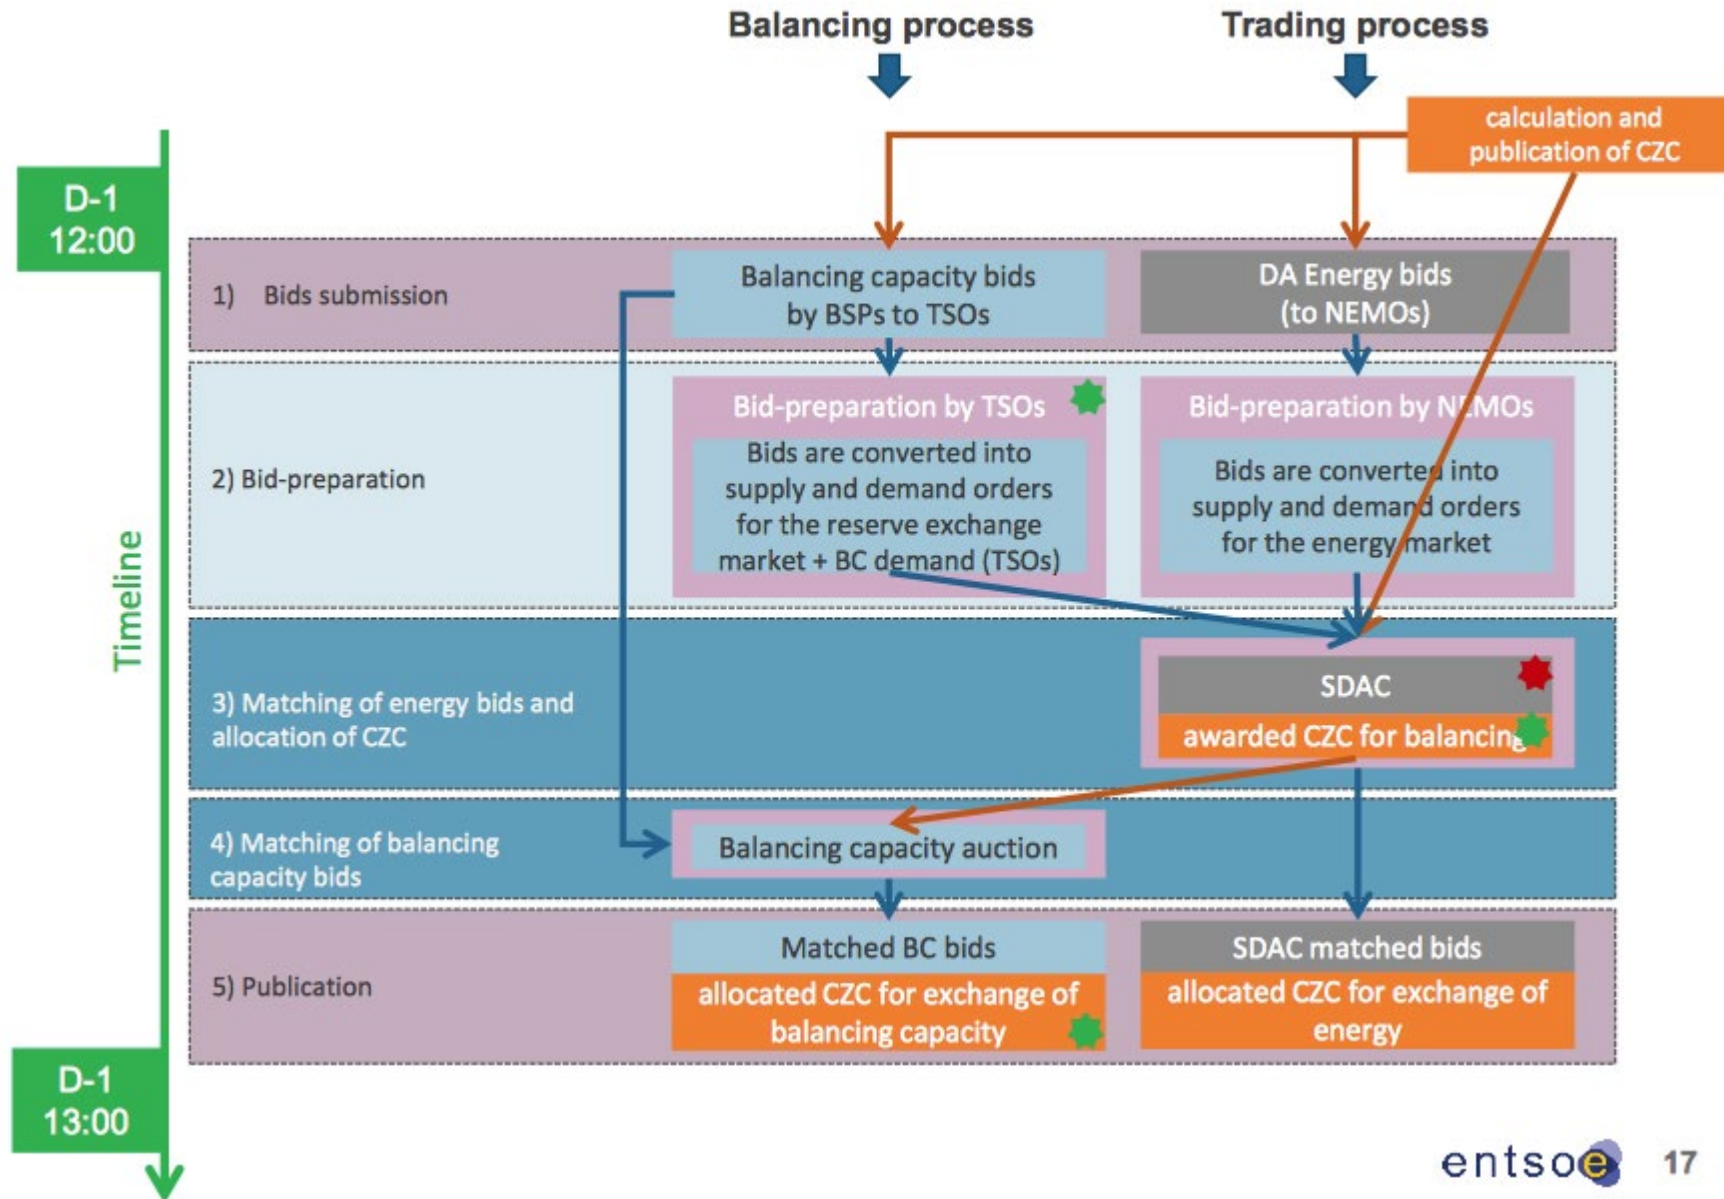 Balancing process
Trading process
calculation and
publication of CZC
D-1
12:00
1) Bids submission
Balancing capacity bids
by BSPs to TSOs
DA Energy bids
(to NEMOs)
2) Bid-preparation
Bid-preparation by TSOs
Bids are converted into
supply and demand orders
for the reserve exchange
market + BC demand (TSOs)
Bid-preparation by NEMOs
Bids are converted into
supply and demand orders
for the energy market
Timeline
3) Matching of energy bids and
allocation of CZC
SDAC
awarded CZC for balancing
4) Matching of balancing
capacity bids
Balancing capacity auction
5) Publication
Matched BC bids
allocated CZC for exchange of
balancing capacity
SDAC matched bids
allocated CZC for exchange of
energy
D-1
13:00
entsoe
17